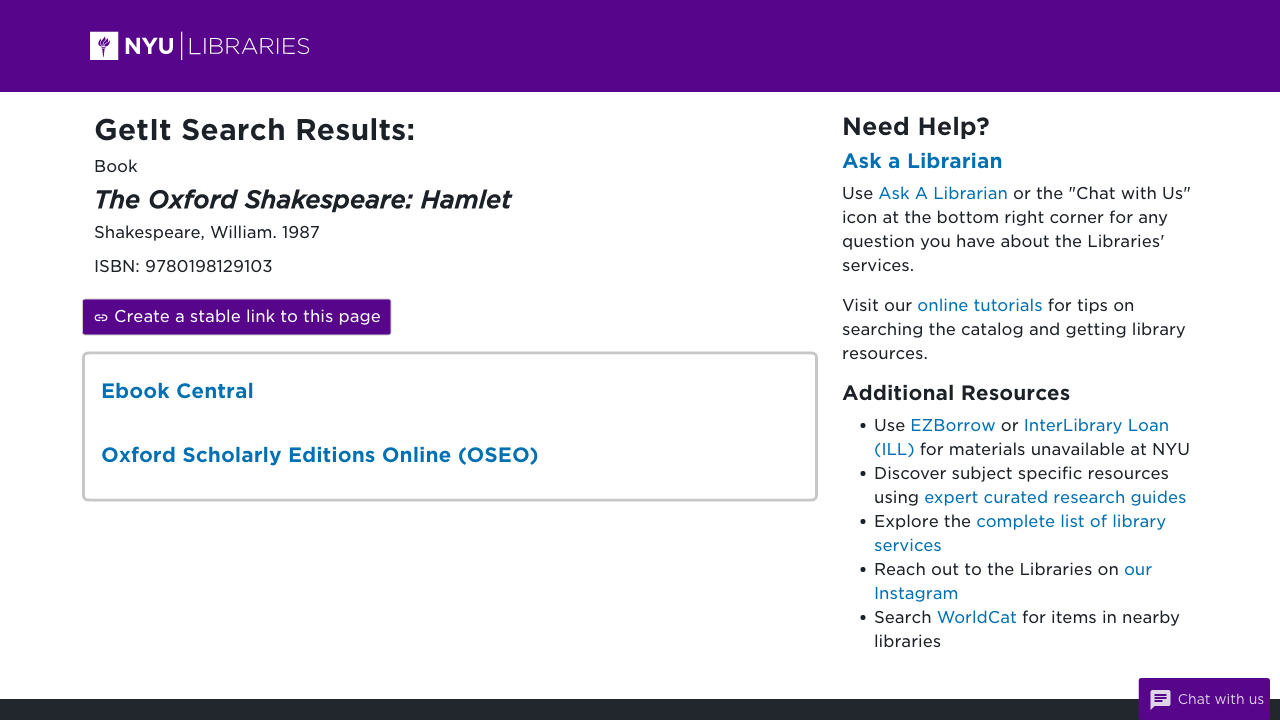 NYU LIBRARIES
GetIt Search Results:
Book
The Oxford Shakespeare: Hamlet
Shakespeare, William. 1987
ISBN: 9780198129103
Create a stable link to this page
Ebook Central
Oxford Scholarly Editions Online (OSEO)
Need Help?
Ask a Librarian
Use Ask A Librarian or the "Chat with Us"
icon at the bottom right corner for any
question you have about the Libraries'
services.
Visit our online tutorials for tips on
searching the catalog and getting library
resources.
Additional Resources
• Use EZBorrow or InterLibrary Loan
(ILL) for materials unavailable at NYU
• Discover subject specific resources
using expert curated research guides
• Explore the complete list of library
services
• Reach out to the Libraries on our
Instagram
• Search WorldCat for items in nearby
libraries
Chat with us